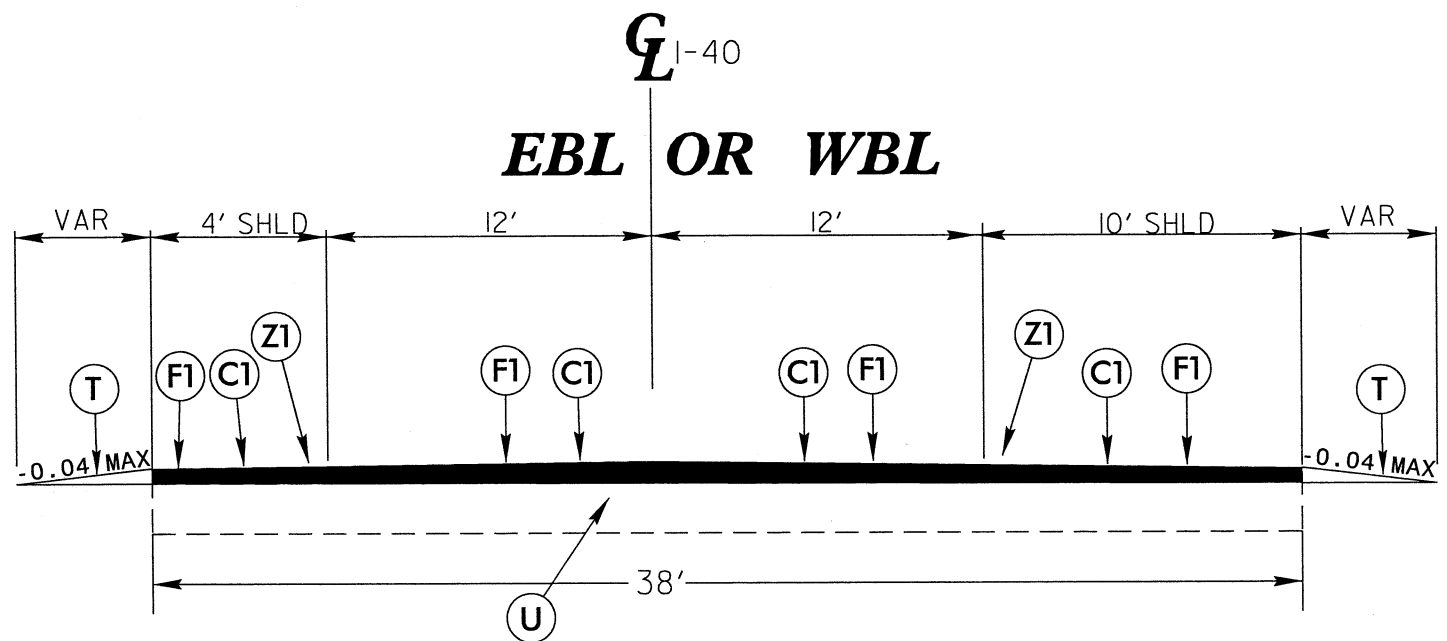 CL I-40
EBL OR WBL
VAR 4' SHLD 12' 12' 10' SHLD VAR
Z1 Z1
F1 C1 F1 C1 C1 F1 C1 F1
T T
-0.04 MAX -0.04 MAX
38'
U